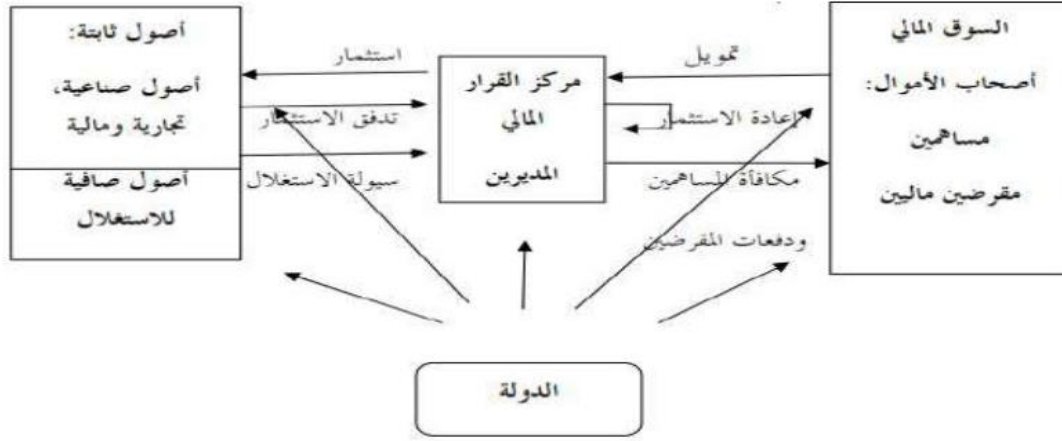 السوق المالي
أصحاب الأموال:
مساهمين
مقرضين ماليين
تمويل
إعادة الاستثمار
مكافأة المساهمين
ودفعات المقرضين
مركز القرار
المالي
المديرين
استثمار
تدفق الاستثمار
سيولة الاستغلال
أصول ثابتة:
أصول صناعية،
تجارية ومالية
أصول صافية
للاستغلال
الدولة